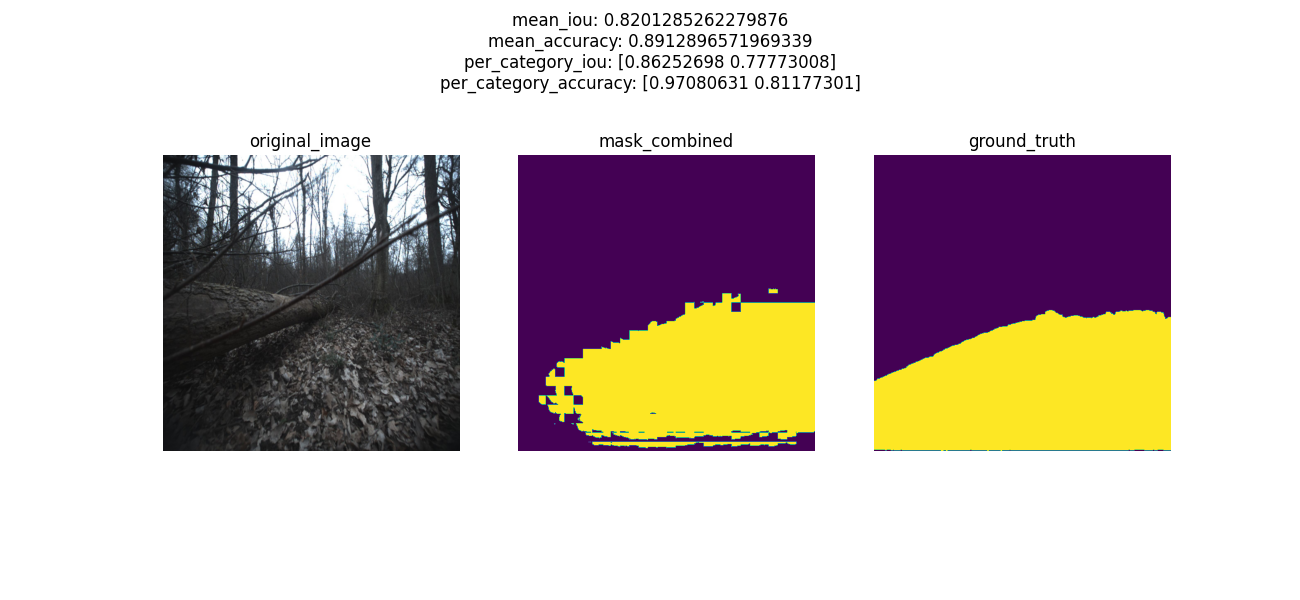 mean_iou: 0.8201285262279876
mean_accuracy: 0.8912896571969339
per_category_iou: [0.86252698 0.77773008]
per_category_accuracy: [0.97080631 0.81177301]
original_image
mask_combined
ground_truth